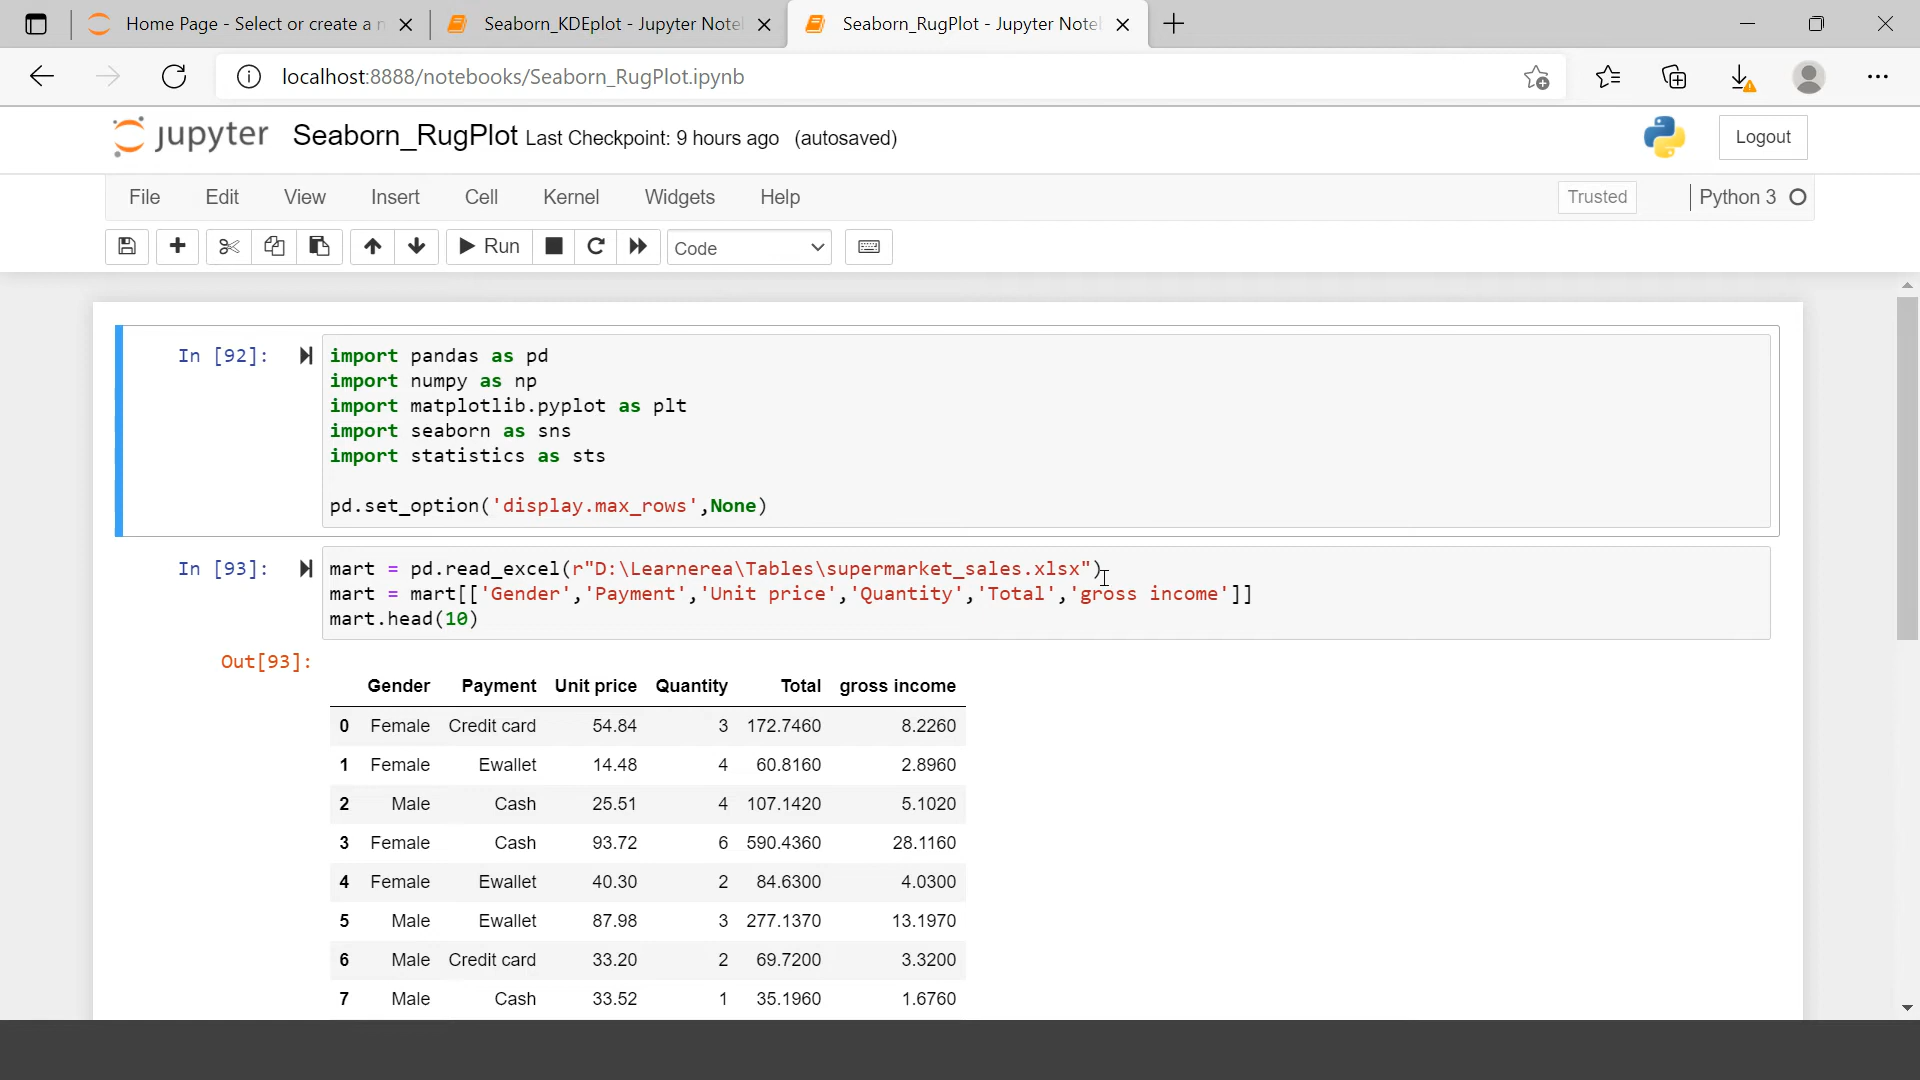 Home Page - Select or create a n
Seaborn_KDEplot - Jupyter Note
Seaborn_RugPlot - Jupyter Note
localhost:8888/notebooks/Seaborn_RugPlot.ipynb
jupyter Seaborn_RugPlot Last Checkpoint: 9 hours ago (autosaved)
Logout
File Edit View Insert Cell Kernel Widgets Help
Trusted Python 3
Run Code
In [92]:
import pandas as pd
import numpy as np
import matplotlib.pyplot as plt
import seaborn as sns
import statistics as sts
pd.set_option('display.max_rows',None)
In [93]:
mart = pd.read_excel(r"D:\Learnerea\Tables\supermarket_sales.xlsx")
mart = mart[['Gender','Payment','Unit price','Quantity','Total','gross income']]
mart.head(10)
Out[93]:
Gender Payment Unit price Quantity Total gross income
0 Female Credit card 54.84 3 172.7460 8.2260
1 Female Ewallet 14.48 4 60.8160 2.8960
2 Male Cash 25.51 4 107.1420 5.1020
3 Female Cash 93.72 6 590.4360 28.1160
4 Female Ewallet 40.30 2 84.6300 4.0300
5 Male Ewallet 87.98 3 277.1370 13.1970
6 Male Credit card 33.20 2 69.7200 3.3200
7 Male Cash 33.52 1 35.1960 1.6760